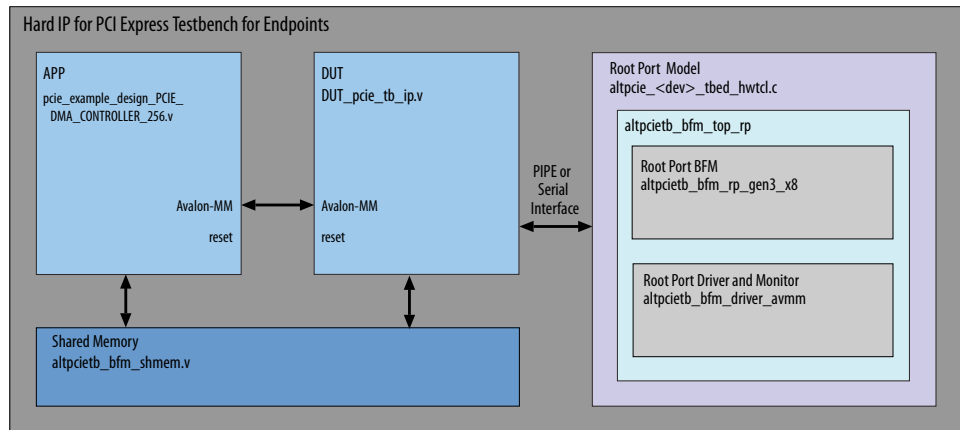 Hard IP for PCI Express Testbench for Endpoints
APP
pcie_example_design_PCIE_
DMA_CONTROLLER_256.v
Avalon-MM
reset
DUT
DUT_pcie_tb_ip.v
Avalon-MM
reset
PIPE or
Serial
Interface
Root Port Model
altpcie_<dev>_tbed_hwtcl.c
altpcietb_bfm_top_rp
Root Port BFM
altpcietb_bfm_rp_gen3_x8
Root Port Driver and Monitor
altpcietb_bfm_driver_avmm
Shared Memory
altpcietb_bfm_shmem.v